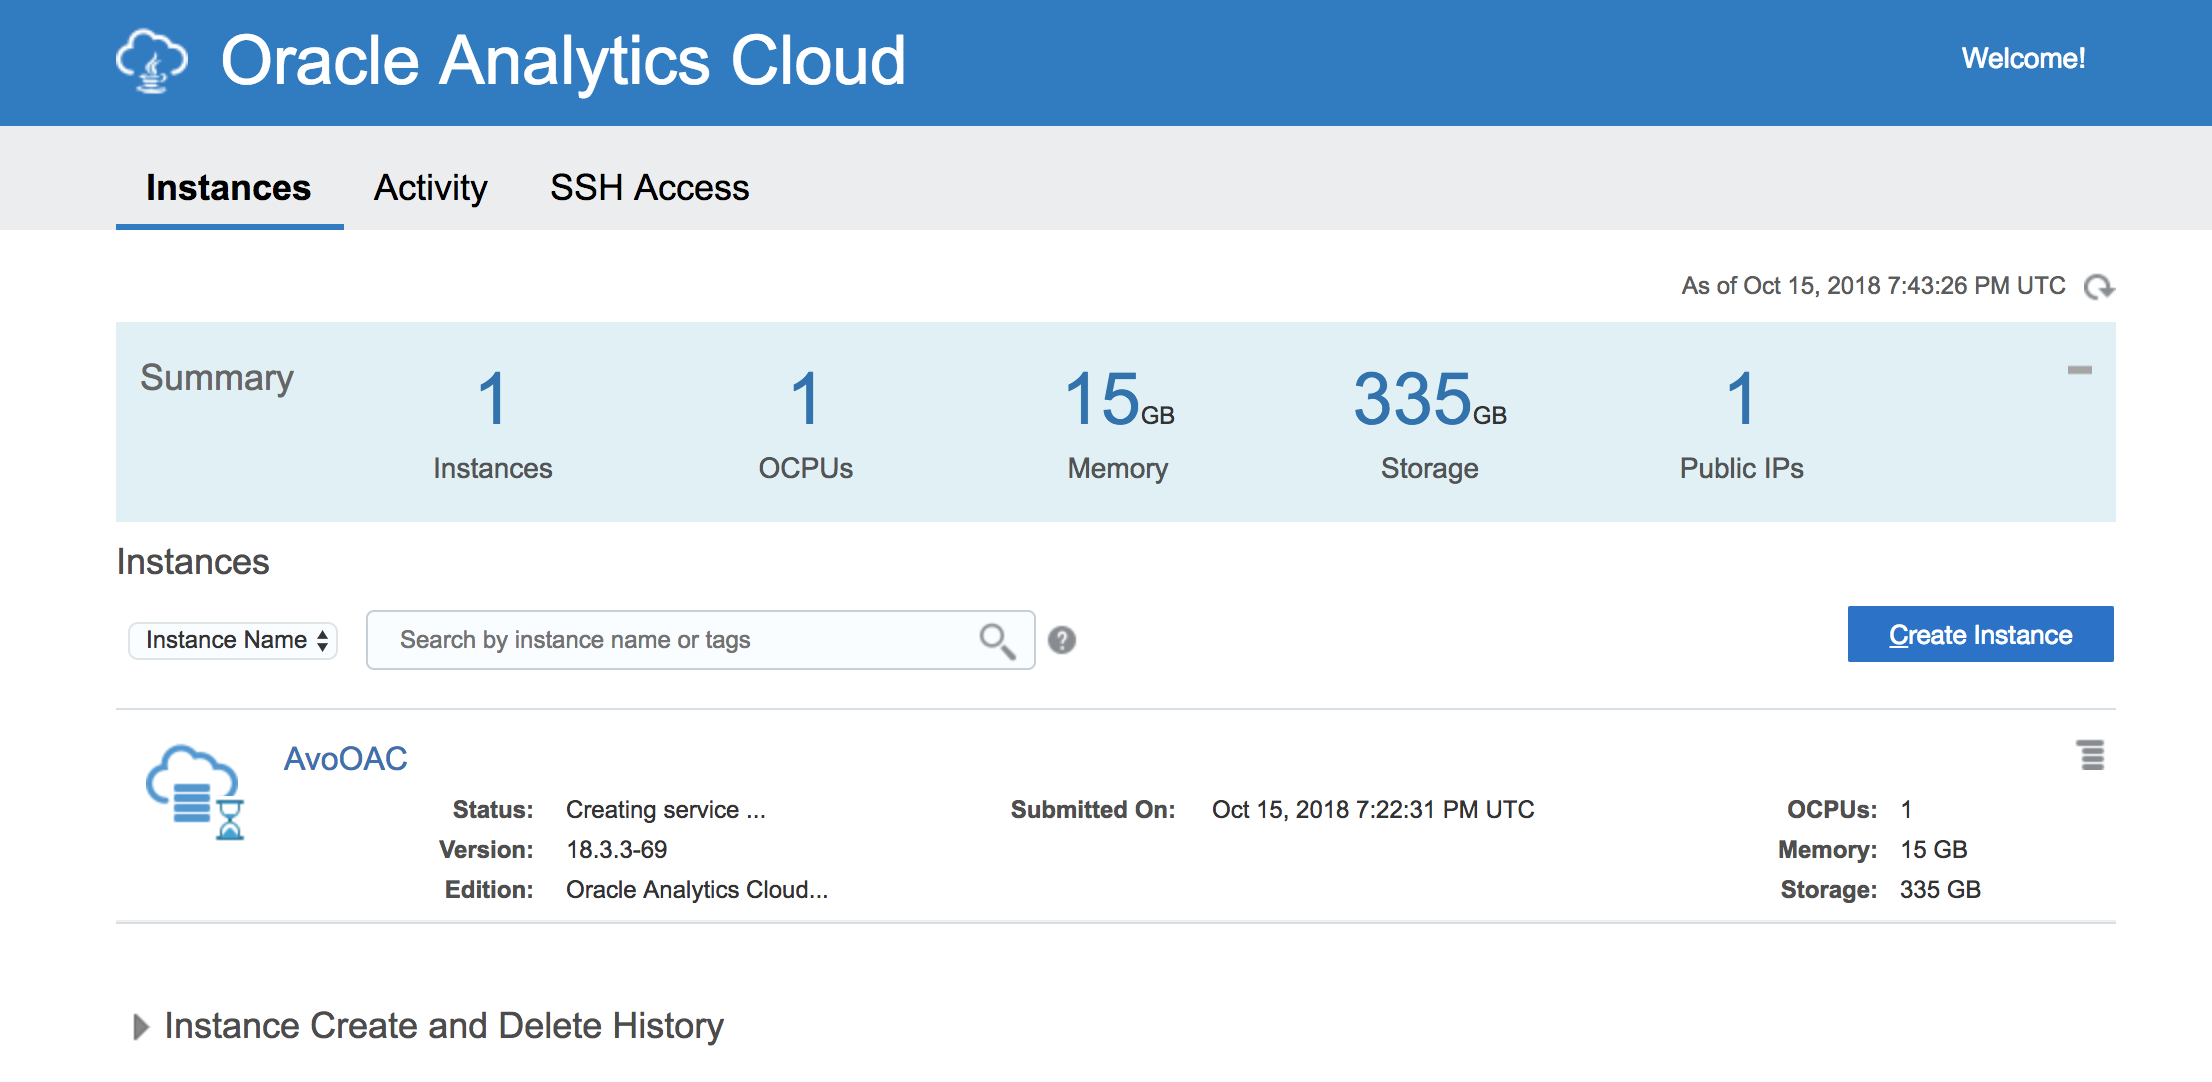 Oracle Analytics Cloud
Welcome!
Instances Activity SSH Access
As of Oct 15, 2018 7:43:26 PM UTC
Summary
1 1 15GB 335GB 1
Instances OCPUs Memory Storage Public IPs
Instances
Instance Name Search by instance name or tags ? Create Instance
AvoOAC
Status: Creating service ... Submitted On: Oct 15, 2018 7:22:31 PM UTC OCPUs: 1
Version: 18.3.3-69 Memory: 15 GB
Edition: Oracle Analytics Cloud... Storage: 335 GB
Instance Create and Delete History